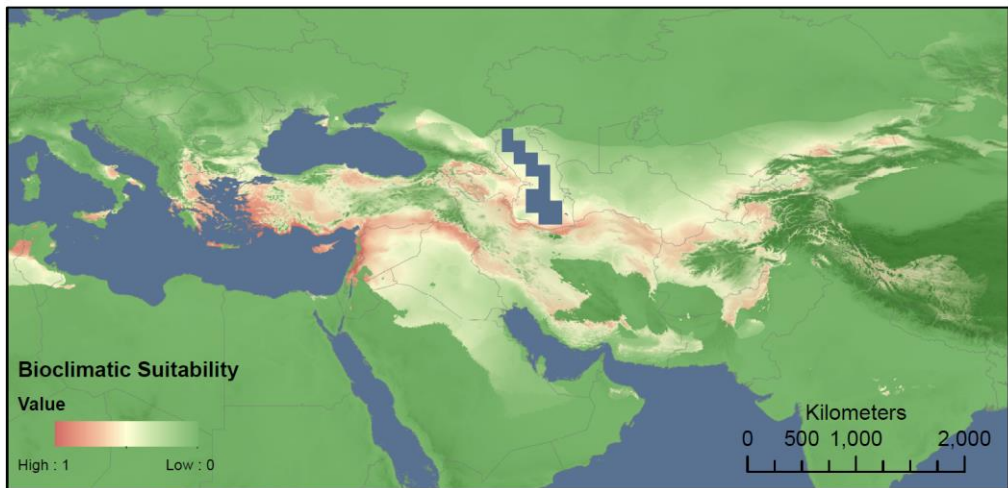 Bioclimatic Suitability
Value
High : 1 Low : 0
Kilometers
0 500 1,000 2,000